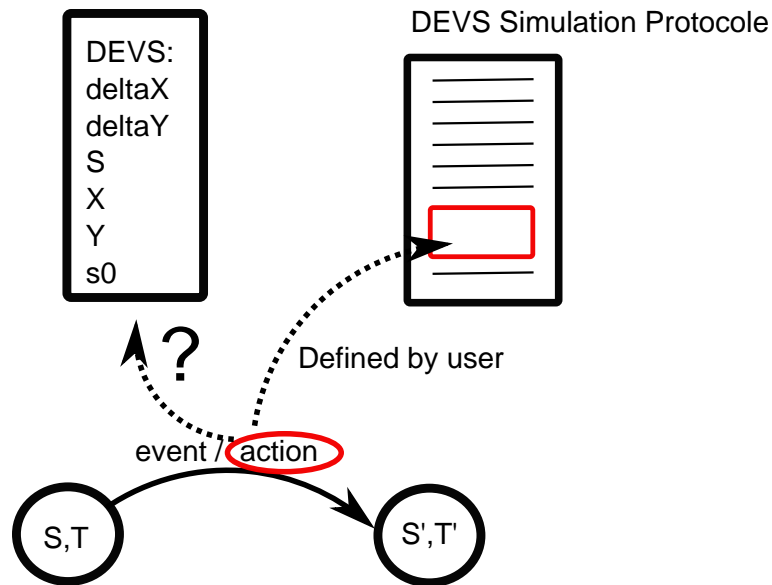 DEVS Simulation Protocole
DEVS:
deltaX
deltaY
S
X
Y
s0
?
Defined by user
event / action
S,T
S',T'